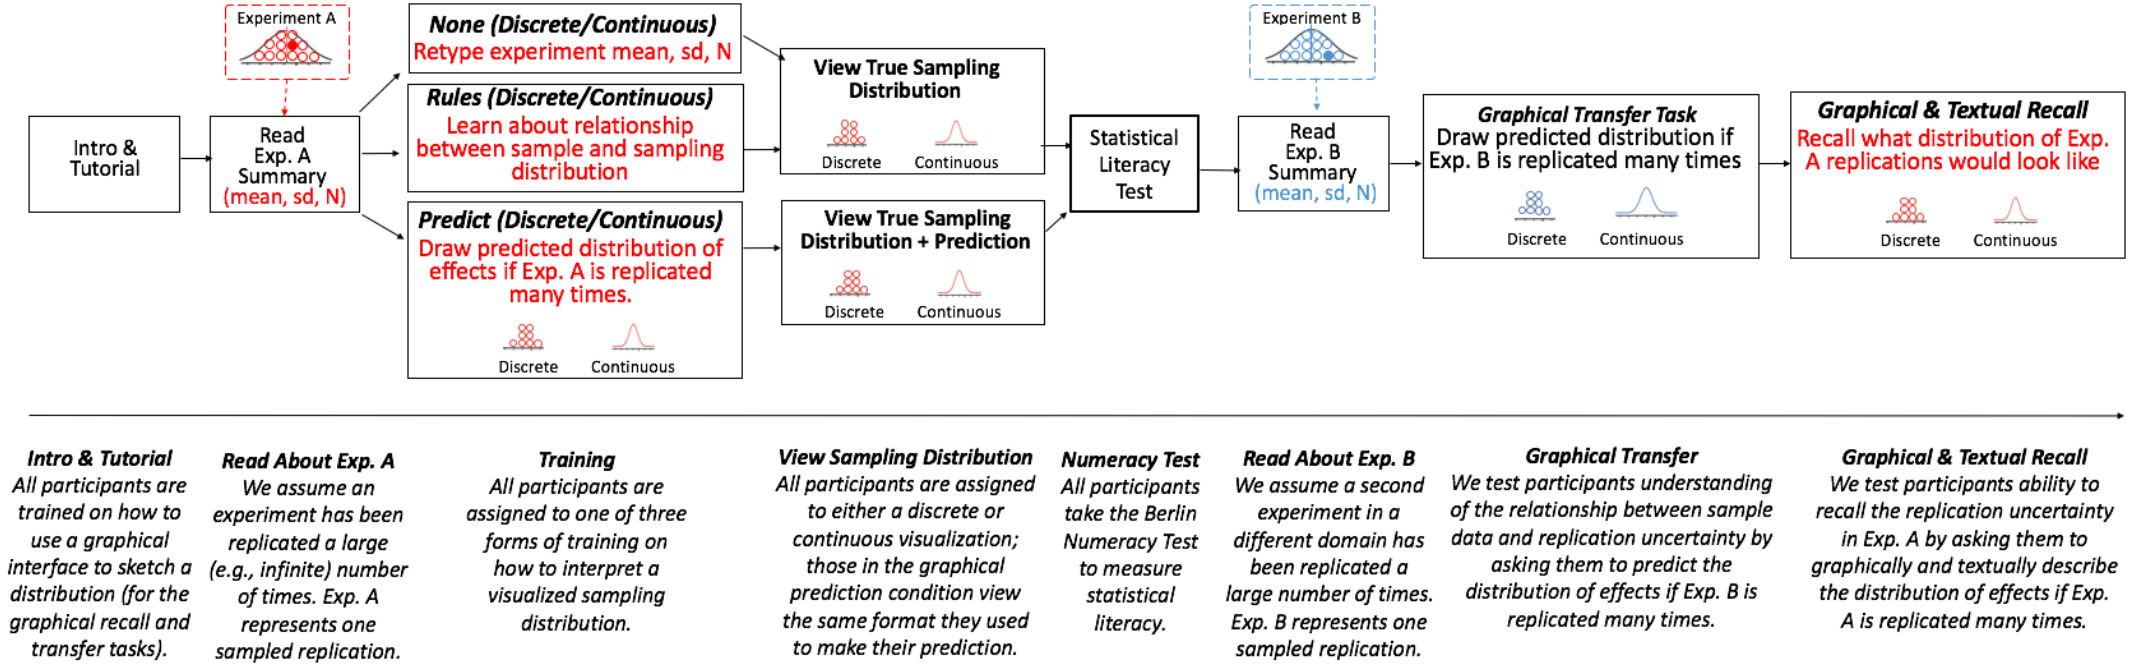 Experiment A
None (Discrete/Continuous)
Retype experiment mean, sd, N
Experiment B
View True Sampling
Distribution
Discrete
Continuous
Rules (Discrete/Continuous)
Learn about relationship
between sample and sampling
distribution
Intro &
Tutorial
Read
Exp. A
Summary
(mean, sd, N)
Statistical
Literacy
Test
Read
Exp. B
Summary
(mean, sd, N)
Graphical Transfer Task
Draw predicted distribution if
Exp. B is replicated many times
Discrete
Continuous
Graphical & Textual Recall
Recall what distribution of Exp.
A replications would look like
Discrete
Continuous
Predict (Discrete/Continuous)
Draw predicted distribution of
effects if Exp. A is replicated
many times.
Discrete
Continuous
View True Sampling
Distribution + Prediction
Discrete
Continuous
Intro & Tutorial
All participants are
trained on how to
use a graphical
interface to sketch a
distribution (for the
graphical recall and
transfer tasks).
Read About Exp. A
We assume an
experiment has been
replicated a large
(e.g., infinite) number
of times. Exp. A
represents one
sampled replication.
Training
All participants are
assigned to one of three
forms of training on
how to interpret a
visualized sampling
distribution.
View Sampling Distribution
All participants are assigned
to either a discrete or
continuous visualization;
those in the graphical
prediction condition view
the same format they used
to make their prediction.
Numeracy Test
All participants
take the Berlin
Numeracy Test
to measure
statistical
literacy.
Read About Exp. B
We assume a second
experiment in a
different domain has
been replicated a
large number of times.
Exp. B represents one
sampled replication.
Graphical Transfer
We test participants understanding
of the relationship between sample
data and replication uncertainty by
asking them to predict the
distribution of effects if Exp. B is
replicated many times.
Graphical & Textual Recall
We test participants ability to
recall the replication uncertainty
in Exp. A by asking them to
graphically and textually describe
the distribution of effects if Exp.
A is replicated many times.